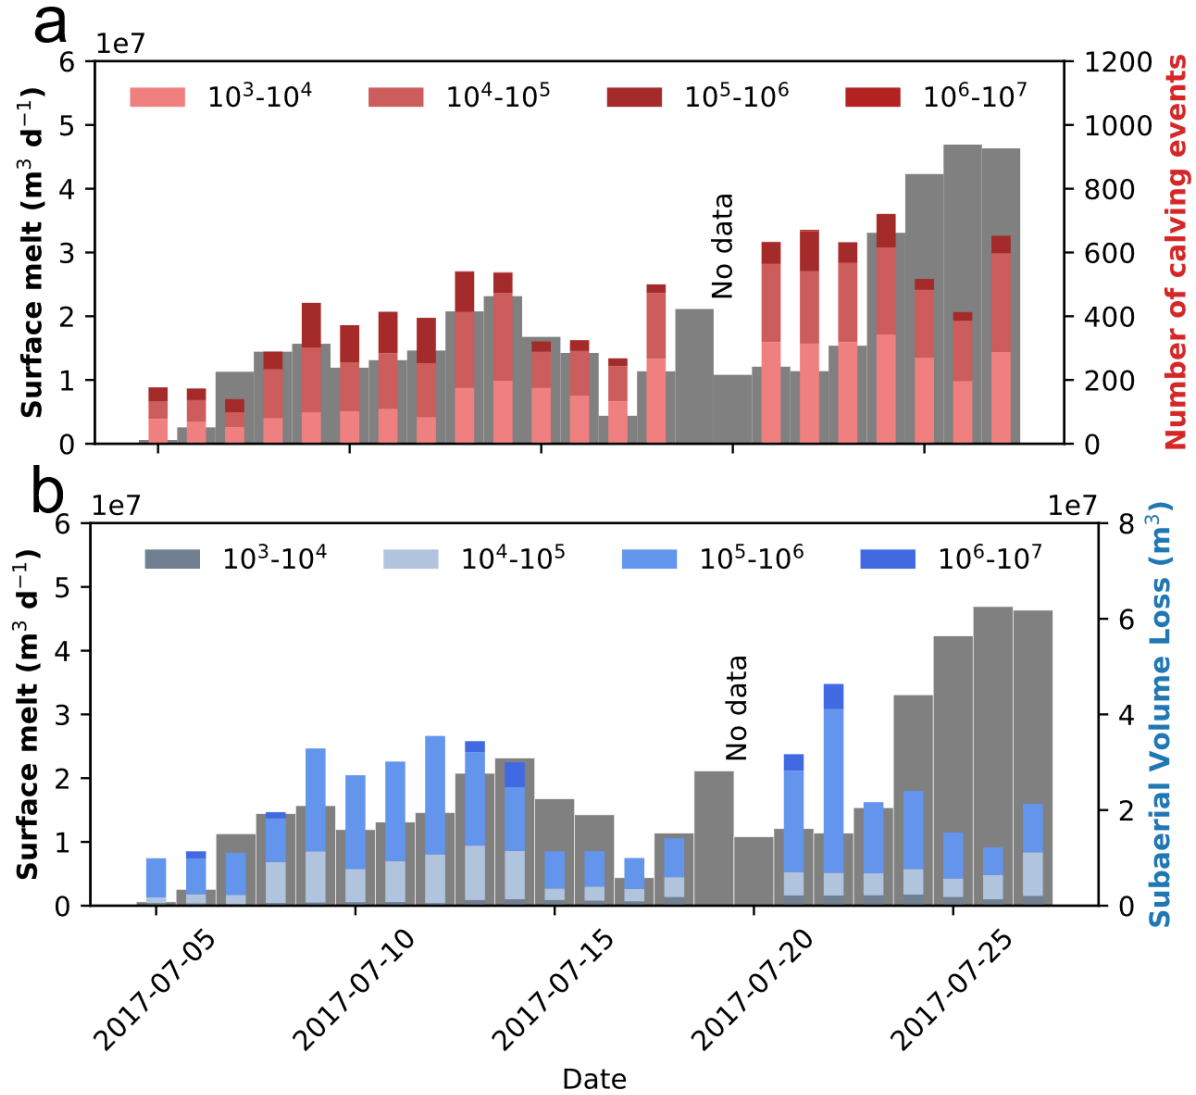 a
1e7
10³-10⁴ 10⁴-10⁵ 10⁵-10⁶ 10⁶-10⁷
Surface melt (m³ d⁻¹)
6
5
4
3
2
1
0
No data
1200
1000
800
600
400
200
0
Number of calving events
b
1e7
1e7
10³-10⁴ 10⁴-10⁵ 10⁵-10⁶ 10⁶-10⁷
Surface melt (m³ d⁻¹)
6
5
4
3
2
1
0
No data
8
6
4
2
0
Subaerial Volume Loss (m³)
2017-07-05
2017-07-10
2017-07-15
2017-07-20
2017-07-25
Date